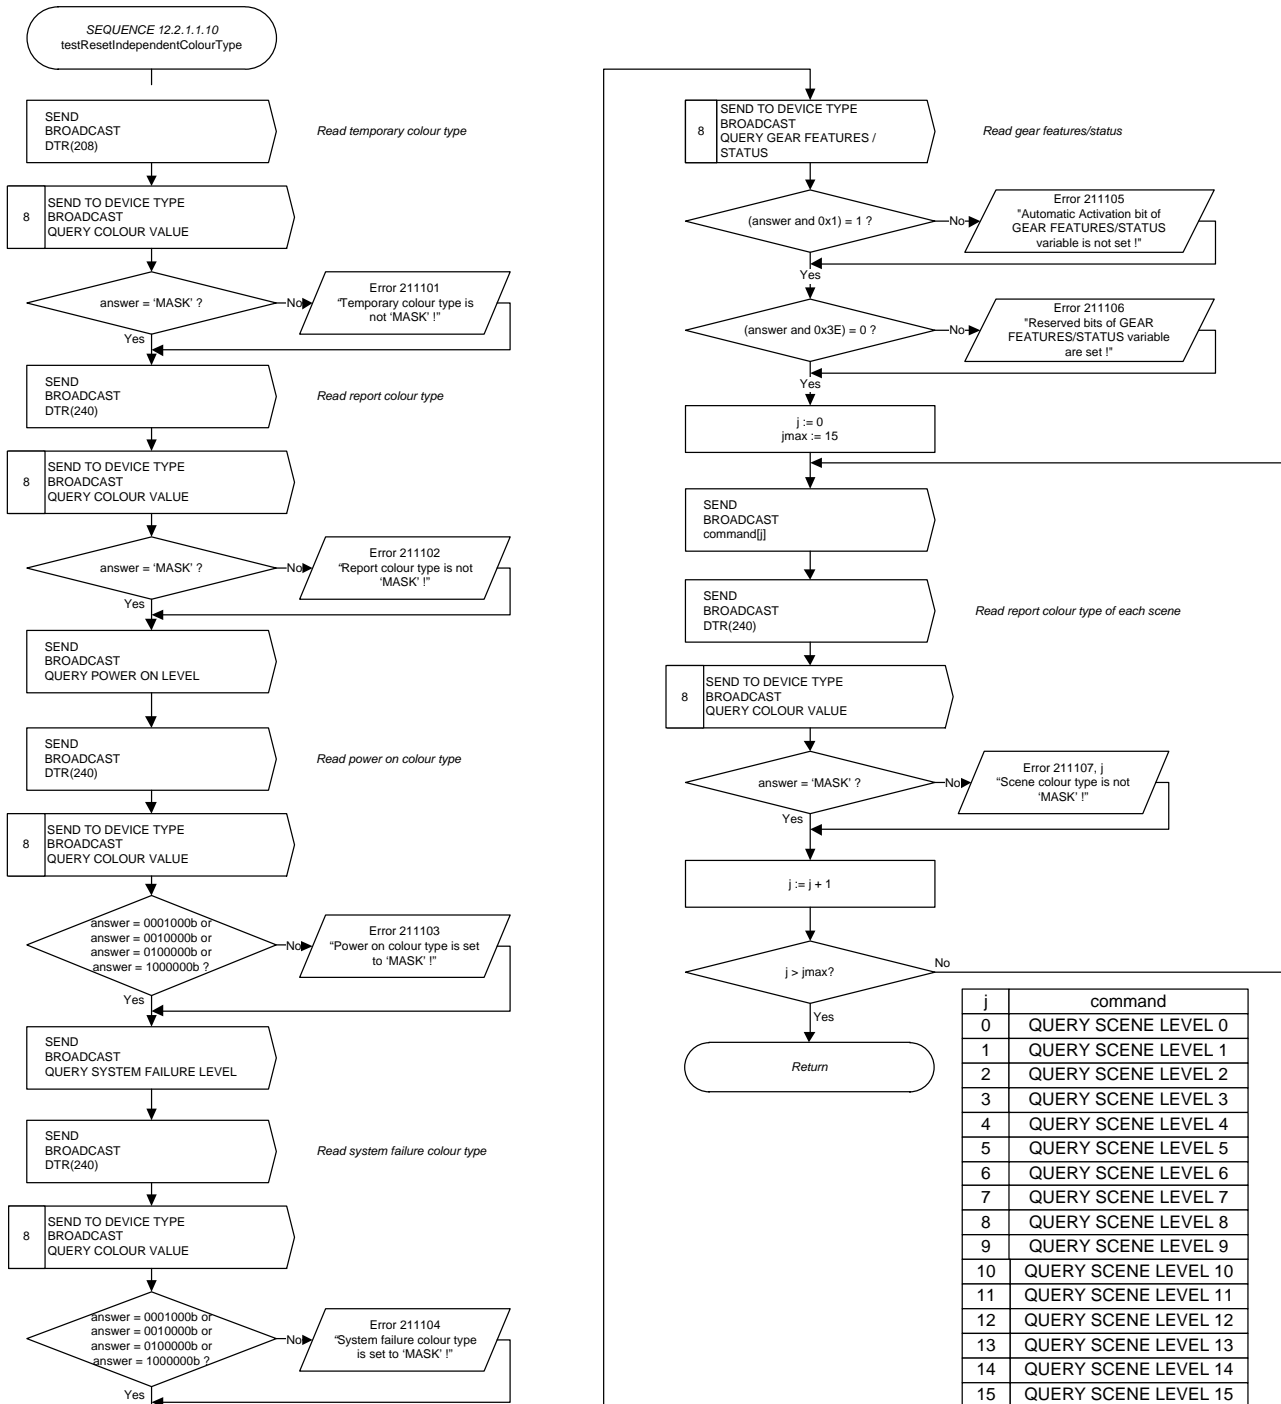 SEQUENCE 12.2.1.1.10
testResetIndependentColourType
SEND
BROADCAST
DTR(208)
Read temporary colour type
8
SEND TO DEVICE TYPE
BROADCAST
QUERY COLOUR VALUE
answer = ‘MASK’ ?
No
Error 211101
“Temporary colour type is
not ‘MASK’ !”
Yes
SEND
BROADCAST
DTR(240)
Read report colour type
8
SEND TO DEVICE TYPE
BROADCAST
QUERY COLOUR VALUE
answer = ‘MASK’ ?
No
Error 211102
“Report colour type is not
‘MASK’ !”
Yes
SEND
BROADCAST
QUERY POWER ON LEVEL
SEND
BROADCAST
DTR(240)
Read power on colour type
8
SEND TO DEVICE TYPE
BROADCAST
QUERY COLOUR VALUE
answer = 0001000b or
answer = 0010000b or
answer = 0100000b or
answer = 1000000b ?
No
Error 211103
“Power on colour type is set
to ‘MASK’ !”
Yes
SEND
BROADCAST
QUERY SYSTEM FAILURE LEVEL
SEND
BROADCAST
DTR(240)
Read system failure colour type
8
SEND TO DEVICE TYPE
BROADCAST
QUERY COLOUR VALUE
answer = 0001000b or
answer = 0010000b or
answer = 0100000b or
answer = 1000000b ?
No
Error 211104
“System failure colour type
is set to ‘MASK’ !”
Yes
8
SEND TO DEVICE TYPE
BROADCAST
QUERY GEAR FEATURES /
STATUS
Read gear features/status
(answer and 0x1) = 1 ?
No
Error 211105
"Automatic Activation bit of
GEAR FEATURES/STATUS
variable is not set !"
Yes
(answer and 0x3E) = 0 ?
No
Error 211106
"Reserved bits of GEAR
FEATURES/STATUS variable
are set !"
Yes
j := 0
jmax := 15
SEND
BROADCAST
command[j]
SEND
BROADCAST
DTR(240)
Read report colour type of each scene
8
SEND TO DEVICE TYPE
BROADCAST
QUERY COLOUR VALUE
answer = ‘MASK’ ?
No
Error 211107, j
“Scene colour type is not
‘MASK’ !”
Yes
j := j + 1
j > jmax?
No
Yes
Return
j command
0 QUERY SCENE LEVEL 0
1 QUERY SCENE LEVEL 1
2 QUERY SCENE LEVEL 2
3 QUERY SCENE LEVEL 3
4 QUERY SCENE LEVEL 4
5 QUERY SCENE LEVEL 5
6 QUERY SCENE LEVEL 6
7 QUERY SCENE LEVEL 7
8 QUERY SCENE LEVEL 8
9 QUERY SCENE LEVEL 9
10 QUERY SCENE LEVEL 10
11 QUERY SCENE LEVEL 11
12 QUERY SCENE LEVEL 12
13 QUERY SCENE LEVEL 13
14 QUERY SCENE LEVEL 14
15 QUERY SCENE LEVEL 15